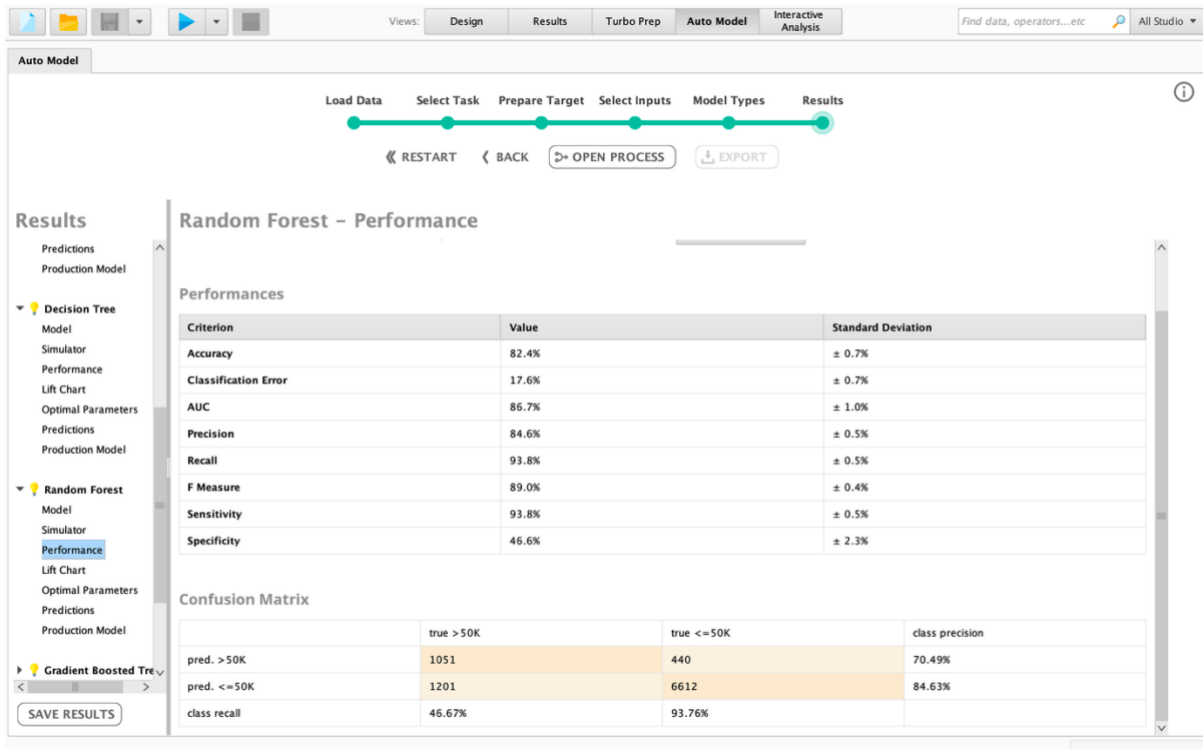 Views: Design Results Turbo Prep Auto Model Interactive Analysis Find data, operators...etc All Studio
Auto Model
Load Data Select Task Prepare Target Select Inputs Model Types Results
RESTART BACK OPEN PROCESS EXPORT
Results
Predictions
Production Model
Decision Tree
Model
Simulator
Performance
Lift Chart
Optimal Parameters
Predictions
Production Model
Random Forest
Model
Simulator
Performance
Lift Chart
Optimal Parameters
Predictions
Production Model
Gradient Boosted Tre
SAVE RESULTS
Random Forest – Performance
Performances
Criterion Value Standard Deviation
Accuracy 82.4% ± 0.7%
Classification Error 17.6% ± 0.7%
AUC 86.7% ± 1.0%
Precision 84.6% ± 0.5%
Recall 93.8% ± 0.5%
F Measure 89.0% ± 0.4%
Sensitivity 93.8% ± 0.5%
Specificity 46.6% ± 2.3%
Confusion Matrix
true >50K true <=50K class precision
pred. >50K 1051 440 70.49%
pred. <=50K 1201 6612 84.63%
class recall 46.67% 93.76%